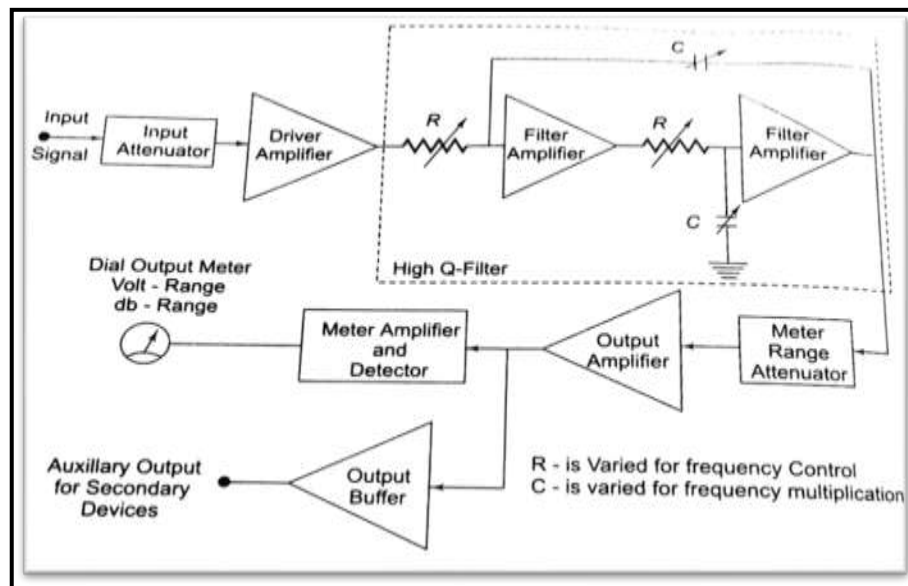 C
Input
Signal
Input
Attenuator
Driver
Amplifier
R
Filter
Amplifier
R
Filter
Amplifier
C
High Q-Filter
Dial Output Meter
Volt - Range
db - Range
Meter Amplifier
and
Detector
Output
Amplifier
Meter
Range
Attenuator
Auxillary Output
for Secondary
Devices
Output
Buffer
R - is Varied for frequency Control
C - is varied for frequency multiplication